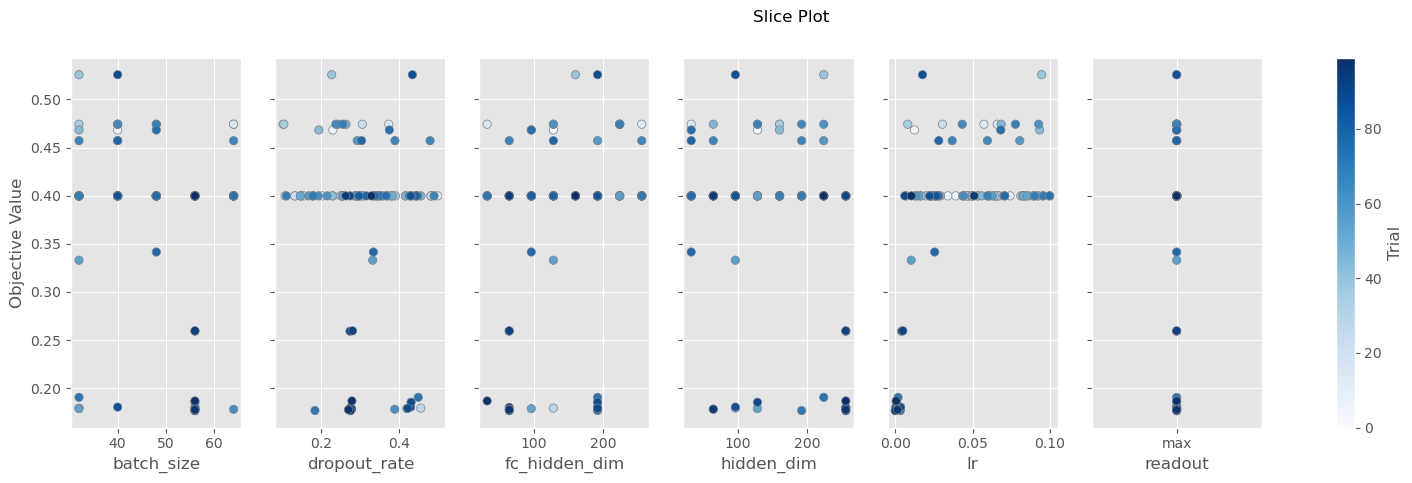 Slice Plot
Objective Value
0.50
0.45
0.40
0.35
0.30
0.25
0.20
40 60
batch_size
0.2 0.4
dropout_rate
100 200
fc_hidden_dim
100 200
hidden_dim
0.00 0.05 0.10
lr
max
readout
80
60
40
20
0
Trial